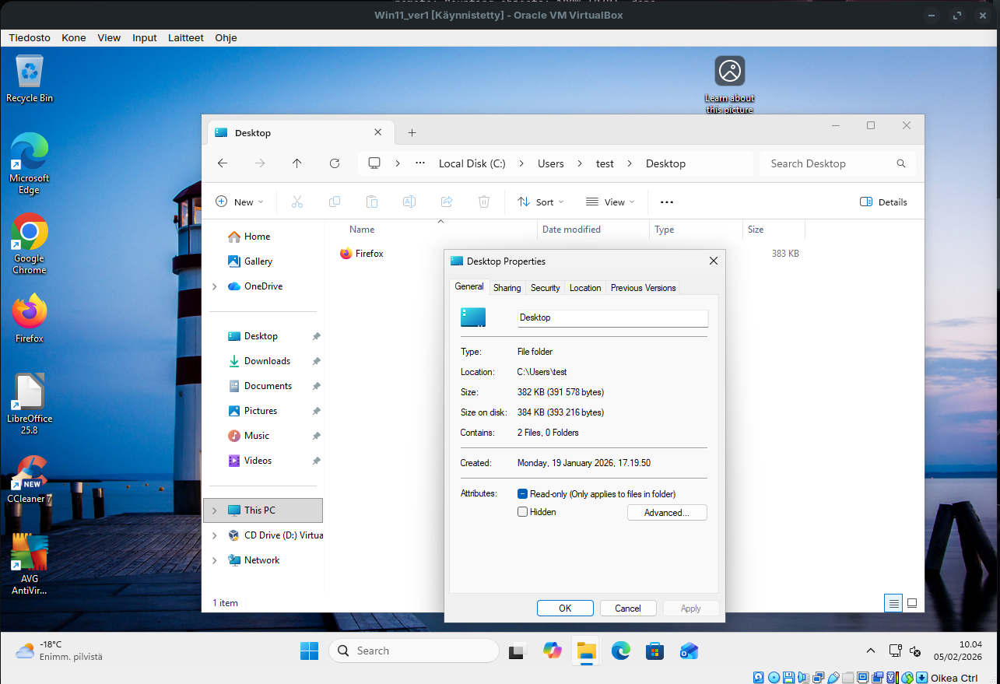 Win11_ver1 [Käynnistetty] - Oracle VM VirtualBox
Tiedosto Kone View Input Laitteet Ohje
Recycle Bin
Learn about
this picture
Microsoft
Edge
Google
Chrome
Firefox
LibreOffice
25.8
NEW
CCleaner 7
AVG
AntiVir...
Desktop
Local Disk (C:) Users test Desktop
Search Desktop
New Sort View ... Details
Home
Gallery
OneDrive
Desktop
Downloads
Documents
Pictures
Music
Videos
This PC
CD Drive (D:) Virtua
Network
1 item
Name Date modified Type Size
Firefox 383 KB
Desktop Properties
General Sharing Security Location Previous Versions
Desktop
Type: File folder
Location: C:\Users\test
Size: 382 KB (391 578 bytes)
Size on disk: 384 KB (393 216 bytes)
Contains: 2 Files, 0 Folders
Created: Monday, 19 January 2026, 17.19.50
Attributes: Read-only (Only applies to files in folder)
Hidden Advanced...
OK Cancel Apply
-18°C
Enimm. pilvistä
Search
10.04
05/02/2026
Oikea Ctrl